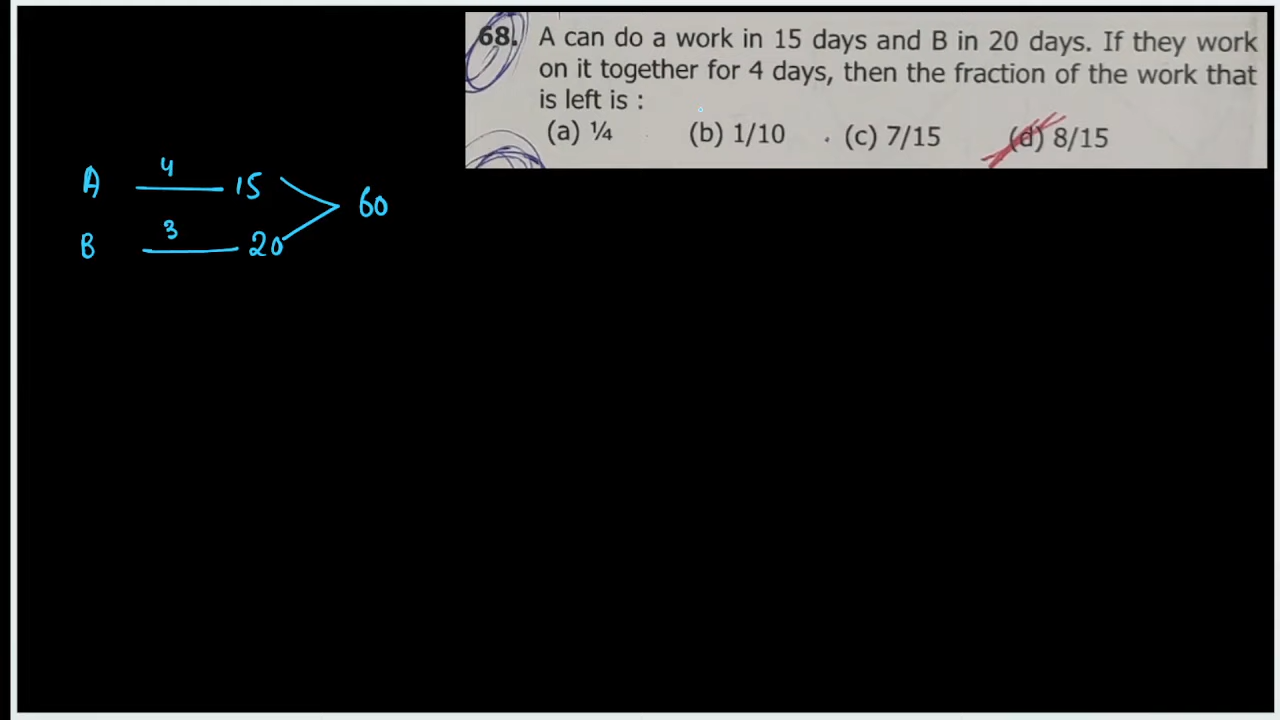 68. A can do a work in 15 days and B in 20 days. If they work
on it together for 4 days, then the fraction of the work that
is left is :
(a) ¼ (b) 1/10 (c) 7/15 (d) 8/15
A 4 15
60
B 3 20